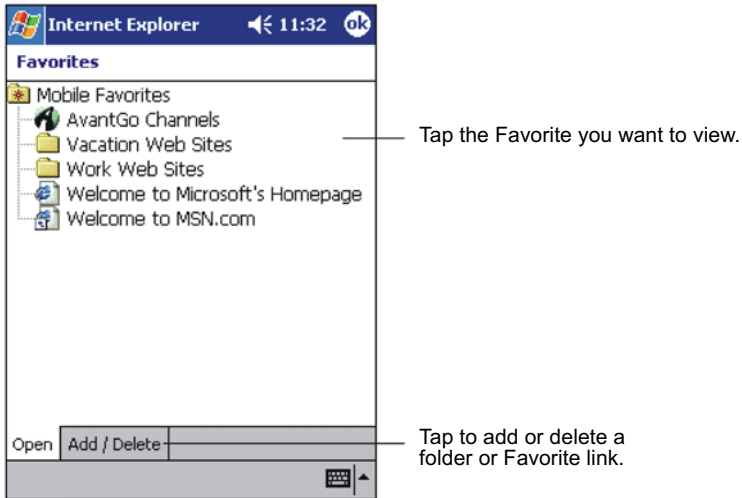 Internet Explorer 11:32 ok
Favorites
Mobile Favorites
AvantGo Channels
Vacation Web Sites
Work Web Sites
Welcome to Microsoft's Homepage
Welcome to MSN.com
Tap the Favorite you want to view.
Open Add / Delete
Tap to add or delete a
folder or Favorite link.